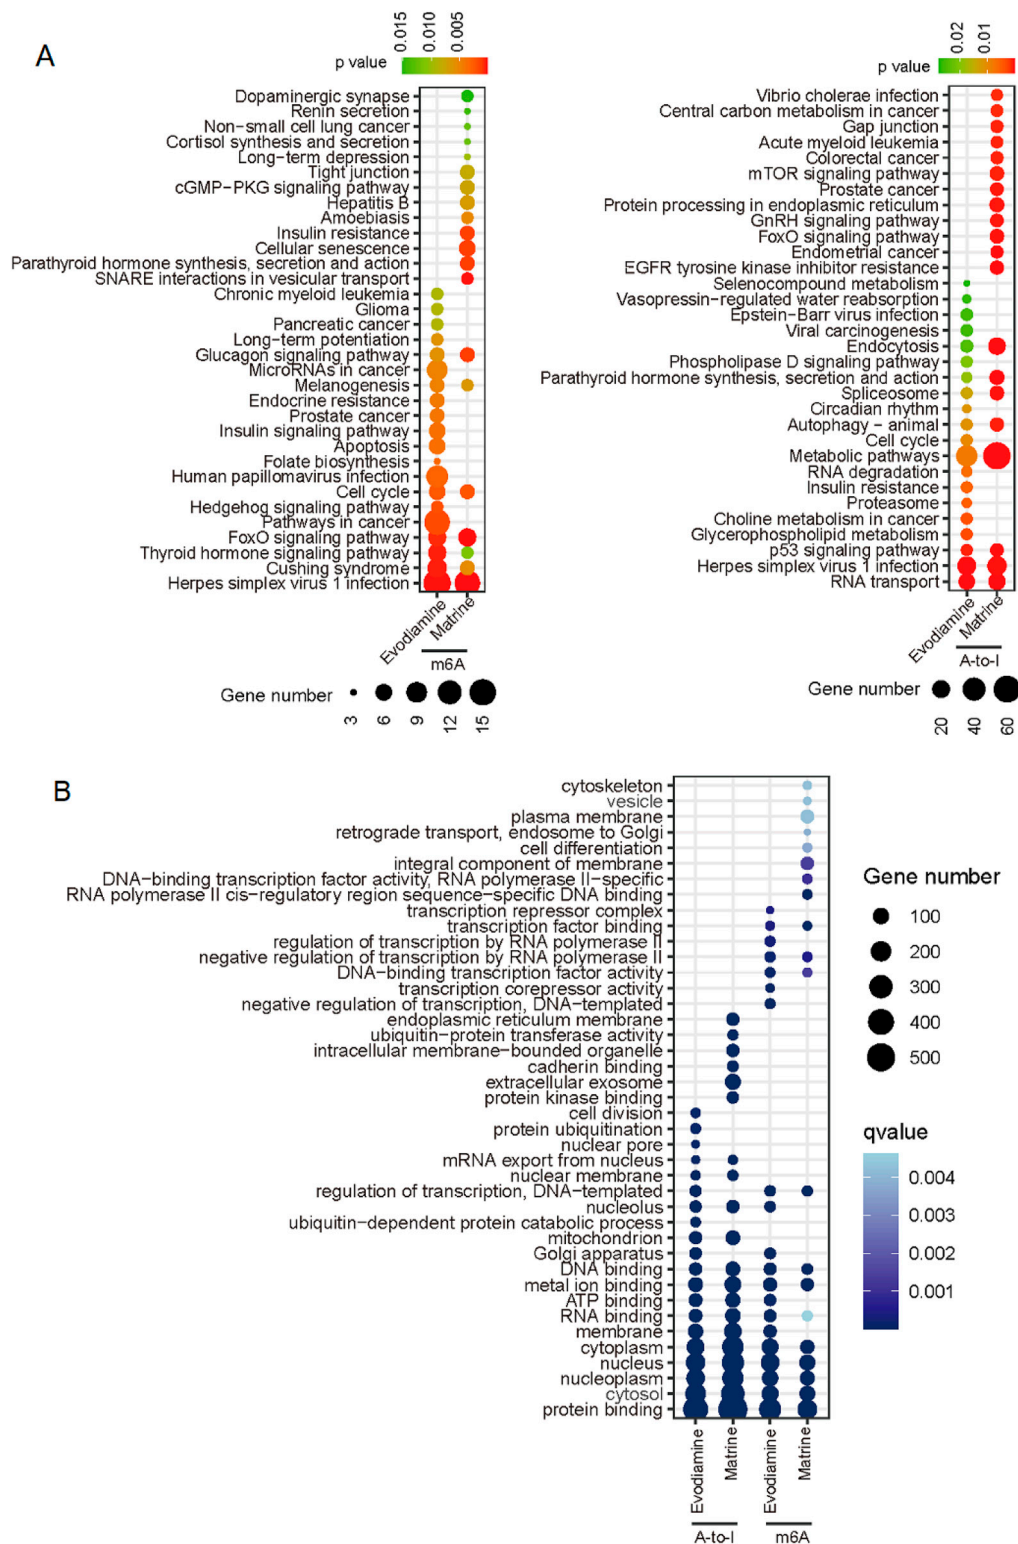 A
0.015
0.010
0.005
p value
Dopaminergic synapse
Renin secretion
Non−small cell lung cancer
Cortisol synthesis and secretion
Long−term depression
Tight junction
cGMP−PKG signaling pathway
Hepatitis B
Amoebiasis
Insulin resistance
Cellular senescence
Parathyroid hormone synthesis, secretion and action
SNARE interactions in vesicular transport
Chronic myeloid leukemia
Glioma
Pancreatic cancer
Long−term potentiation
Glucagon signaling pathway
MicroRNAs in cancer
Melanogenesis
Endocrine resistance
Prostate cancer
Insulin signaling pathway
Apoptosis
Folate biosynthesis
Human papillomavirus infection
Cell cycle
Hedgehog signaling pathway
Pathways in cancer
FoxO signaling pathway
Thyroid hormone signaling pathway
Cushing syndrome
Herpes simplex virus 1 infection
Evodiamine
Matrine
m6A
Gene number
3
6
9
12
15
0.02
0.01
p value
Vibrio cholerae infection
Central carbon metabolism in cancer
Gap junction
Acute myeloid leukemia
Colorectal cancer
mTOR signaling pathway
Prostate cancer
Protein processing in endoplasmic reticulum
GnRH signaling pathway
FoxO signaling pathway
Endometrial cancer
EGFR tyrosine kinase inhibitor resistance
Selenocompound metabolism
Vasopressin−regulated water reabsorption
Epstein−Barr virus infection
Viral carcinogenesis
Endocytosis
Phospholipase D signaling pathway
Parathyroid hormone synthesis, secretion and action
Spliceosome
Circadian rhythm
Autophagy − animal
Cell cycle
Metabolic pathways
RNA degradation
Insulin resistance
Proteasome
Choline metabolism in cancer
Glycerophospholipid metabolism
p53 signaling pathway
Herpes simplex virus 1 infection
RNA transport
Evodiamine
Matrine
A-to-I
Gene number
20
40
60
B
cytoskeleton
vesicle
plasma membrane
retrograde transport, endosome to Golgi
cell differentiation
integral component of membrane
DNA−binding transcription factor activity, RNA polymerase II−specific
RNA polymerase II cis−regulatory region sequence−specific DNA binding
transcription repressor complex
transcription factor binding
regulation of transcription by RNA polymerase II
negative regulation of transcription by RNA polymerase II
DNA−binding transcription factor activity
transcription corepressor activity
negative regulation of transcription, DNA−templated
endoplasmic reticulum membrane
ubiquitin−protein transferase activity
intracellular membrane−bounded organelle
cadherin binding
extracellular exosome
protein kinase binding
cell division
protein ubiquitination
nuclear pore
mRNA export from nucleus
nuclear membrane
regulation of transcription, DNA−templated
nucleolus
ubiquitin−dependent protein catabolic process
mitochondrion
Golgi apparatus
DNA binding
metal ion binding
ATP binding
RNA binding
membrane
cytoplasm
nucleus
nucleoplasm
cytosol
protein binding
Evodiamine
Matrine
Evodiamine
Matrine
A-to-I
m6A
Gene number
100
200
300
400
500
qvalue
0.004
0.003
0.002
0.001